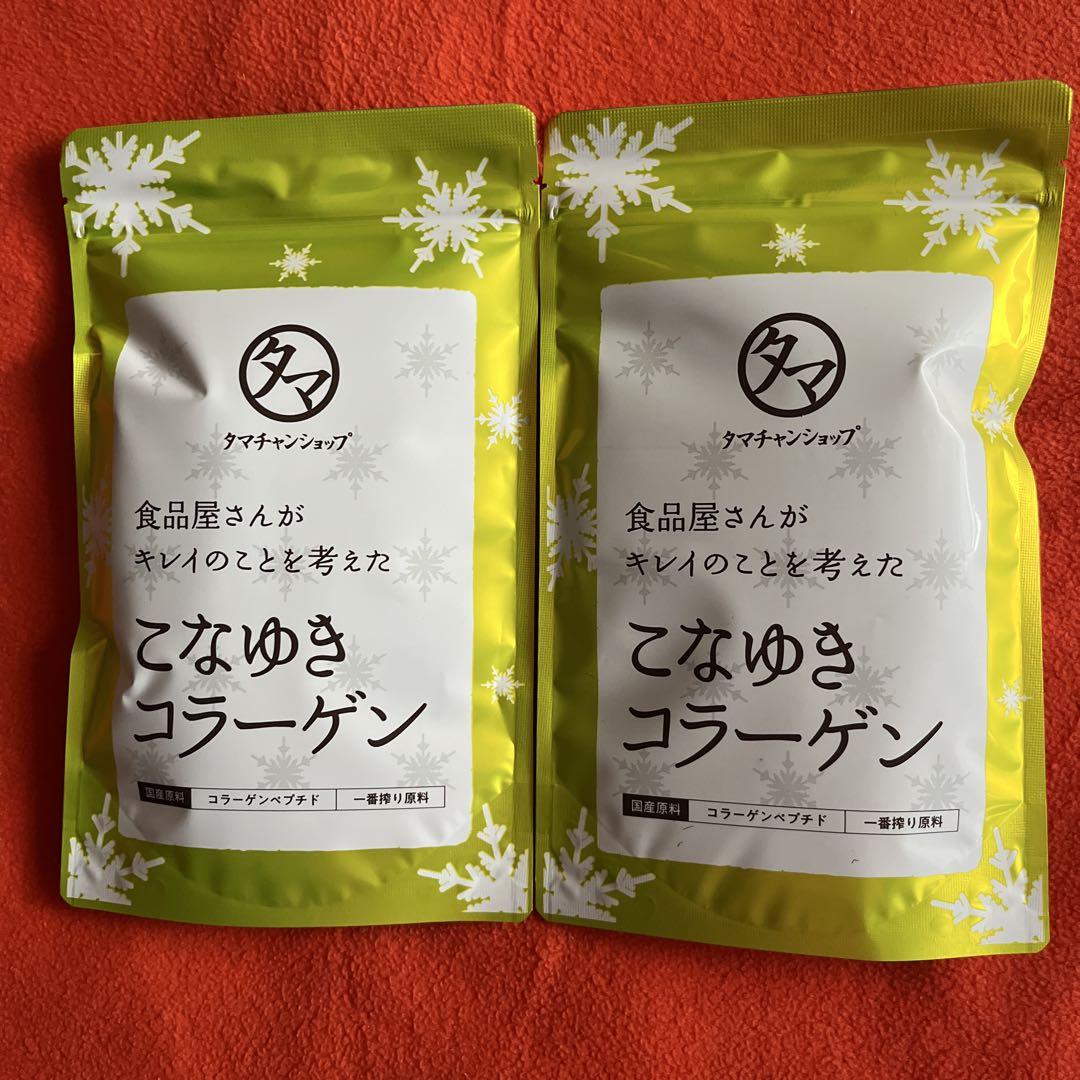 タマ
タマチャンショップ
食品屋さんが
キレイのことを考えた
こなゆき
コラーゲン
国産原料 コラーゲンペプチド 一番搾り原料
タマ
タマチャンショップ
食品屋さんが
キレイのことを考えた
こなゆき
コラーゲン
国産原料 コラーゲンペプチド 一番搾り原料